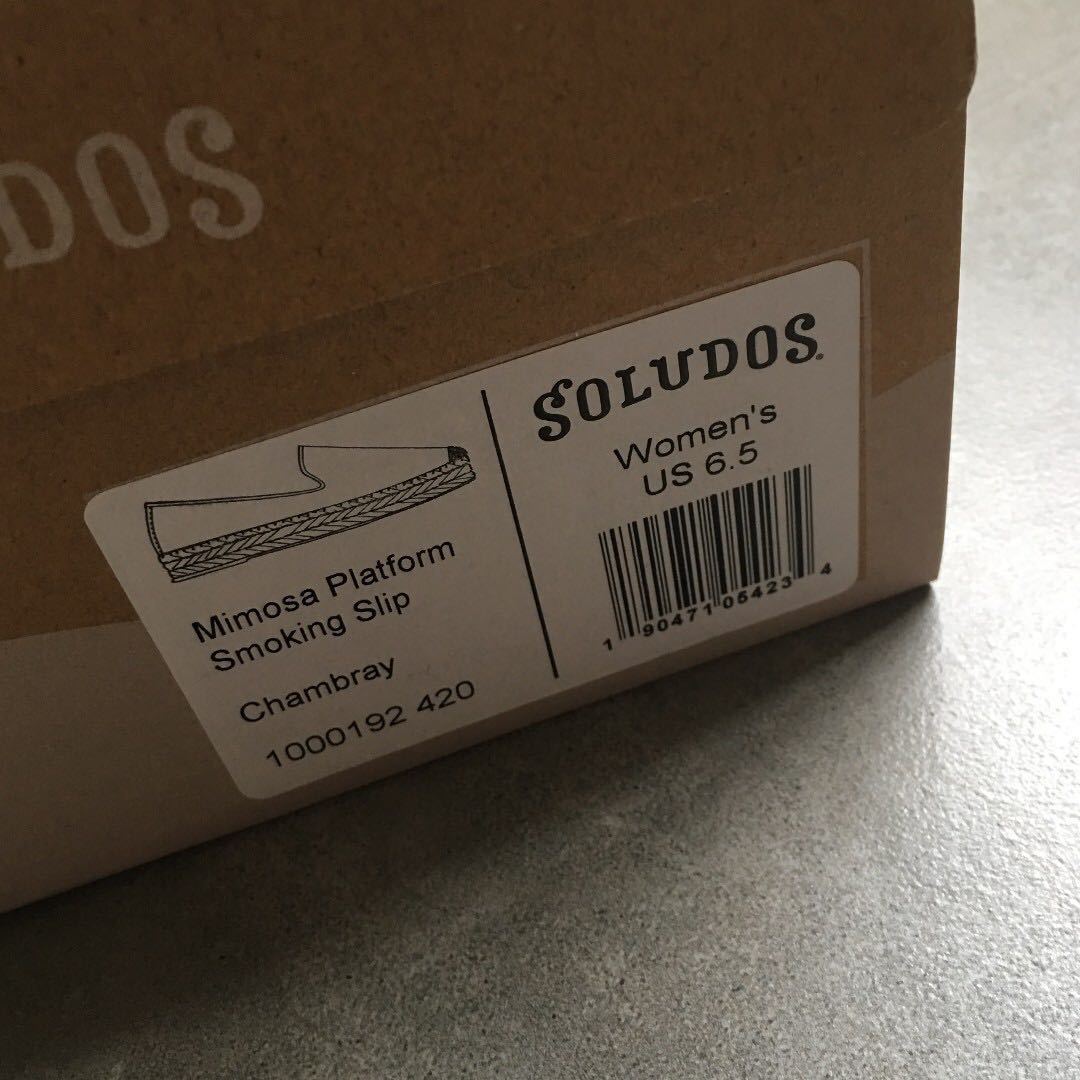 DOS
SOLUDOS
Women's
US 6.5
1 90471 05423 4
Mimosa Platform
Smoking Slip
Chambray
1000192 420